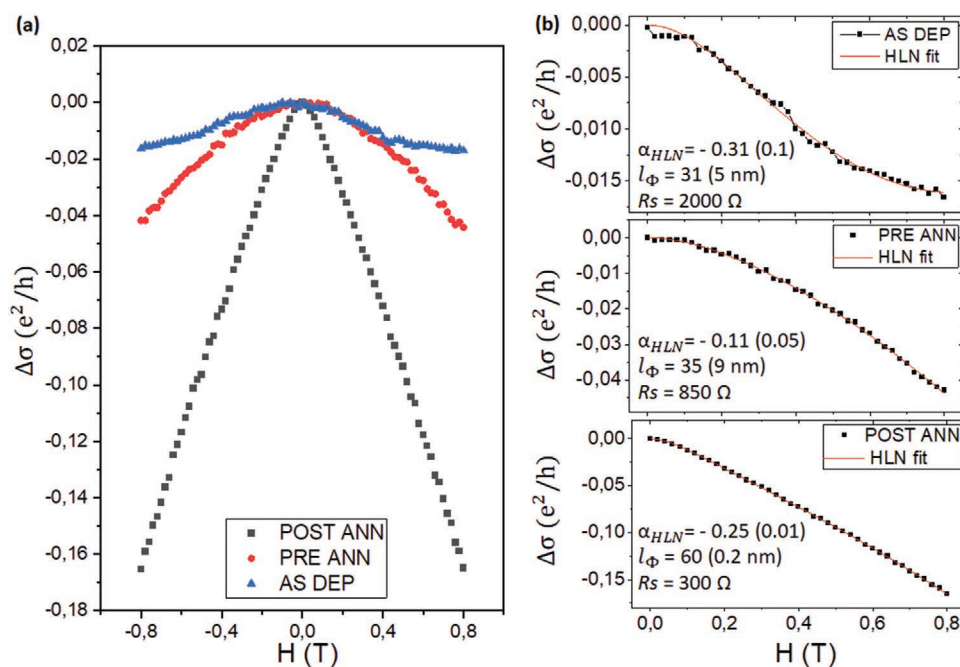 (a)
0,02
0,00
-0,02
-0,04
-0,06
-0,08
-0,10
-0,12
-0,14
-0,16
-0,18
Δσ (e²/h)
POST ANN
PRE ANN
AS DEP
-0,8 -0,4 0,0 0,4 0,8
H (T)
(b)
0,000
-0,005
-0,010
-0,015
Δσ (e²/h)
AS DEP
HLN fit
α_HLN= - 0.31 (0.1)
l_Φ = 31 (5 nm)
Rs = 2000 Ω
0,00
-0,01
-0,02
-0,03
-0,04
Δσ (e²/h)
PRE ANN
HLN fit
α_HLN= - 0.11 (0.05)
l_Φ = 35 (9 nm)
Rs = 850 Ω
0,00
-0,05
-0,10
-0,15
Δσ (e²/h)
POST ANN
HLN fit
α_HLN= - 0.25 (0.01)
l_Φ = 60 (0.2 nm)
Rs = 300 Ω
0,0 0,2 0,4 0,6 0,8
H (T)